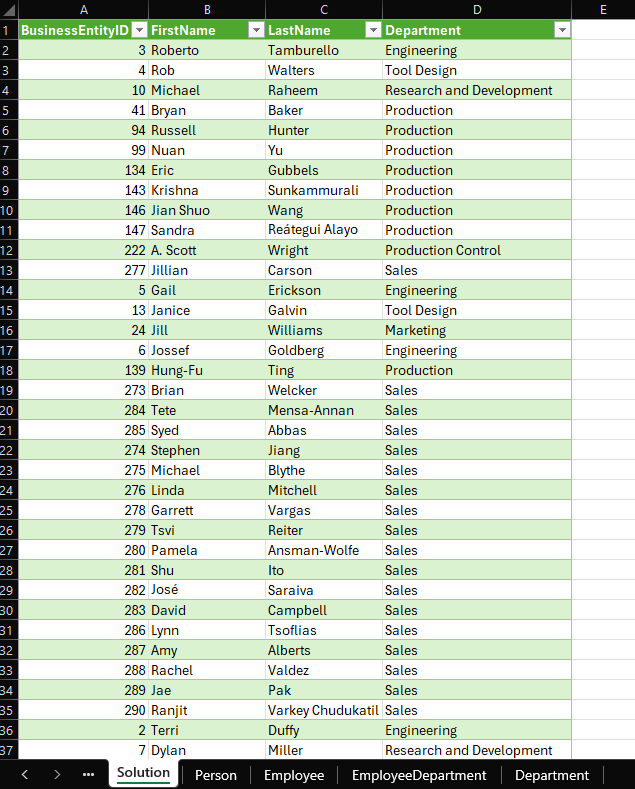 A B C D E
1 BusinessEntityID FirstName LastName Department
2 3 Roberto Tamburello Engineering
3 4 Rob Walters Tool Design
4 10 Michael Raheem Research and Development
5 41 Bryan Baker Production
6 94 Russell Hunter Production
7 99 Nuan Yu Production
8 134 Eric Gubbels Production
9 143 Krishna Sunkammurali Production
10 146 Jian Shuo Wang Production
11 147 Sandra Reátegui Alayo Production
12 222 A. Scott Wright Production Control
13 277 Jillian Carson Sales
14 5 Gail Erickson Engineering
15 13 Janice Galvin Tool Design
16 24 Jill Williams Marketing
17 6 Jossef Goldberg Engineering
18 139 Hung-Fu Ting Production
19 273 Brian Welcker Sales
20 284 Tete Mensa-Annan Sales
21 285 Syed Abbas Sales
22 274 Stephen Jiang Sales
23 275 Michael Blythe Sales
24 276 Linda Mitchell Sales
25 278 Garrett Vargas Sales
26 279 Tsvi Reiter Sales
27 280 Pamela Ansman-Wolfe Sales
28 281 Shu Ito Sales
29 282 José Saraiva Sales
30 283 David Campbell Sales
31 286 Lynn Tsoflias Sales
32 287 Amy Alberts Sales
33 288 Rachel Valdez Sales
34 289 Jae Pak Sales
35 290 Ranjit Varkey Chudukatil Sales
36 2 Terri Duffy Engineering
37 7 Dylan Miller Research and Development
Solution Person Employee EmployeeDepartment Department